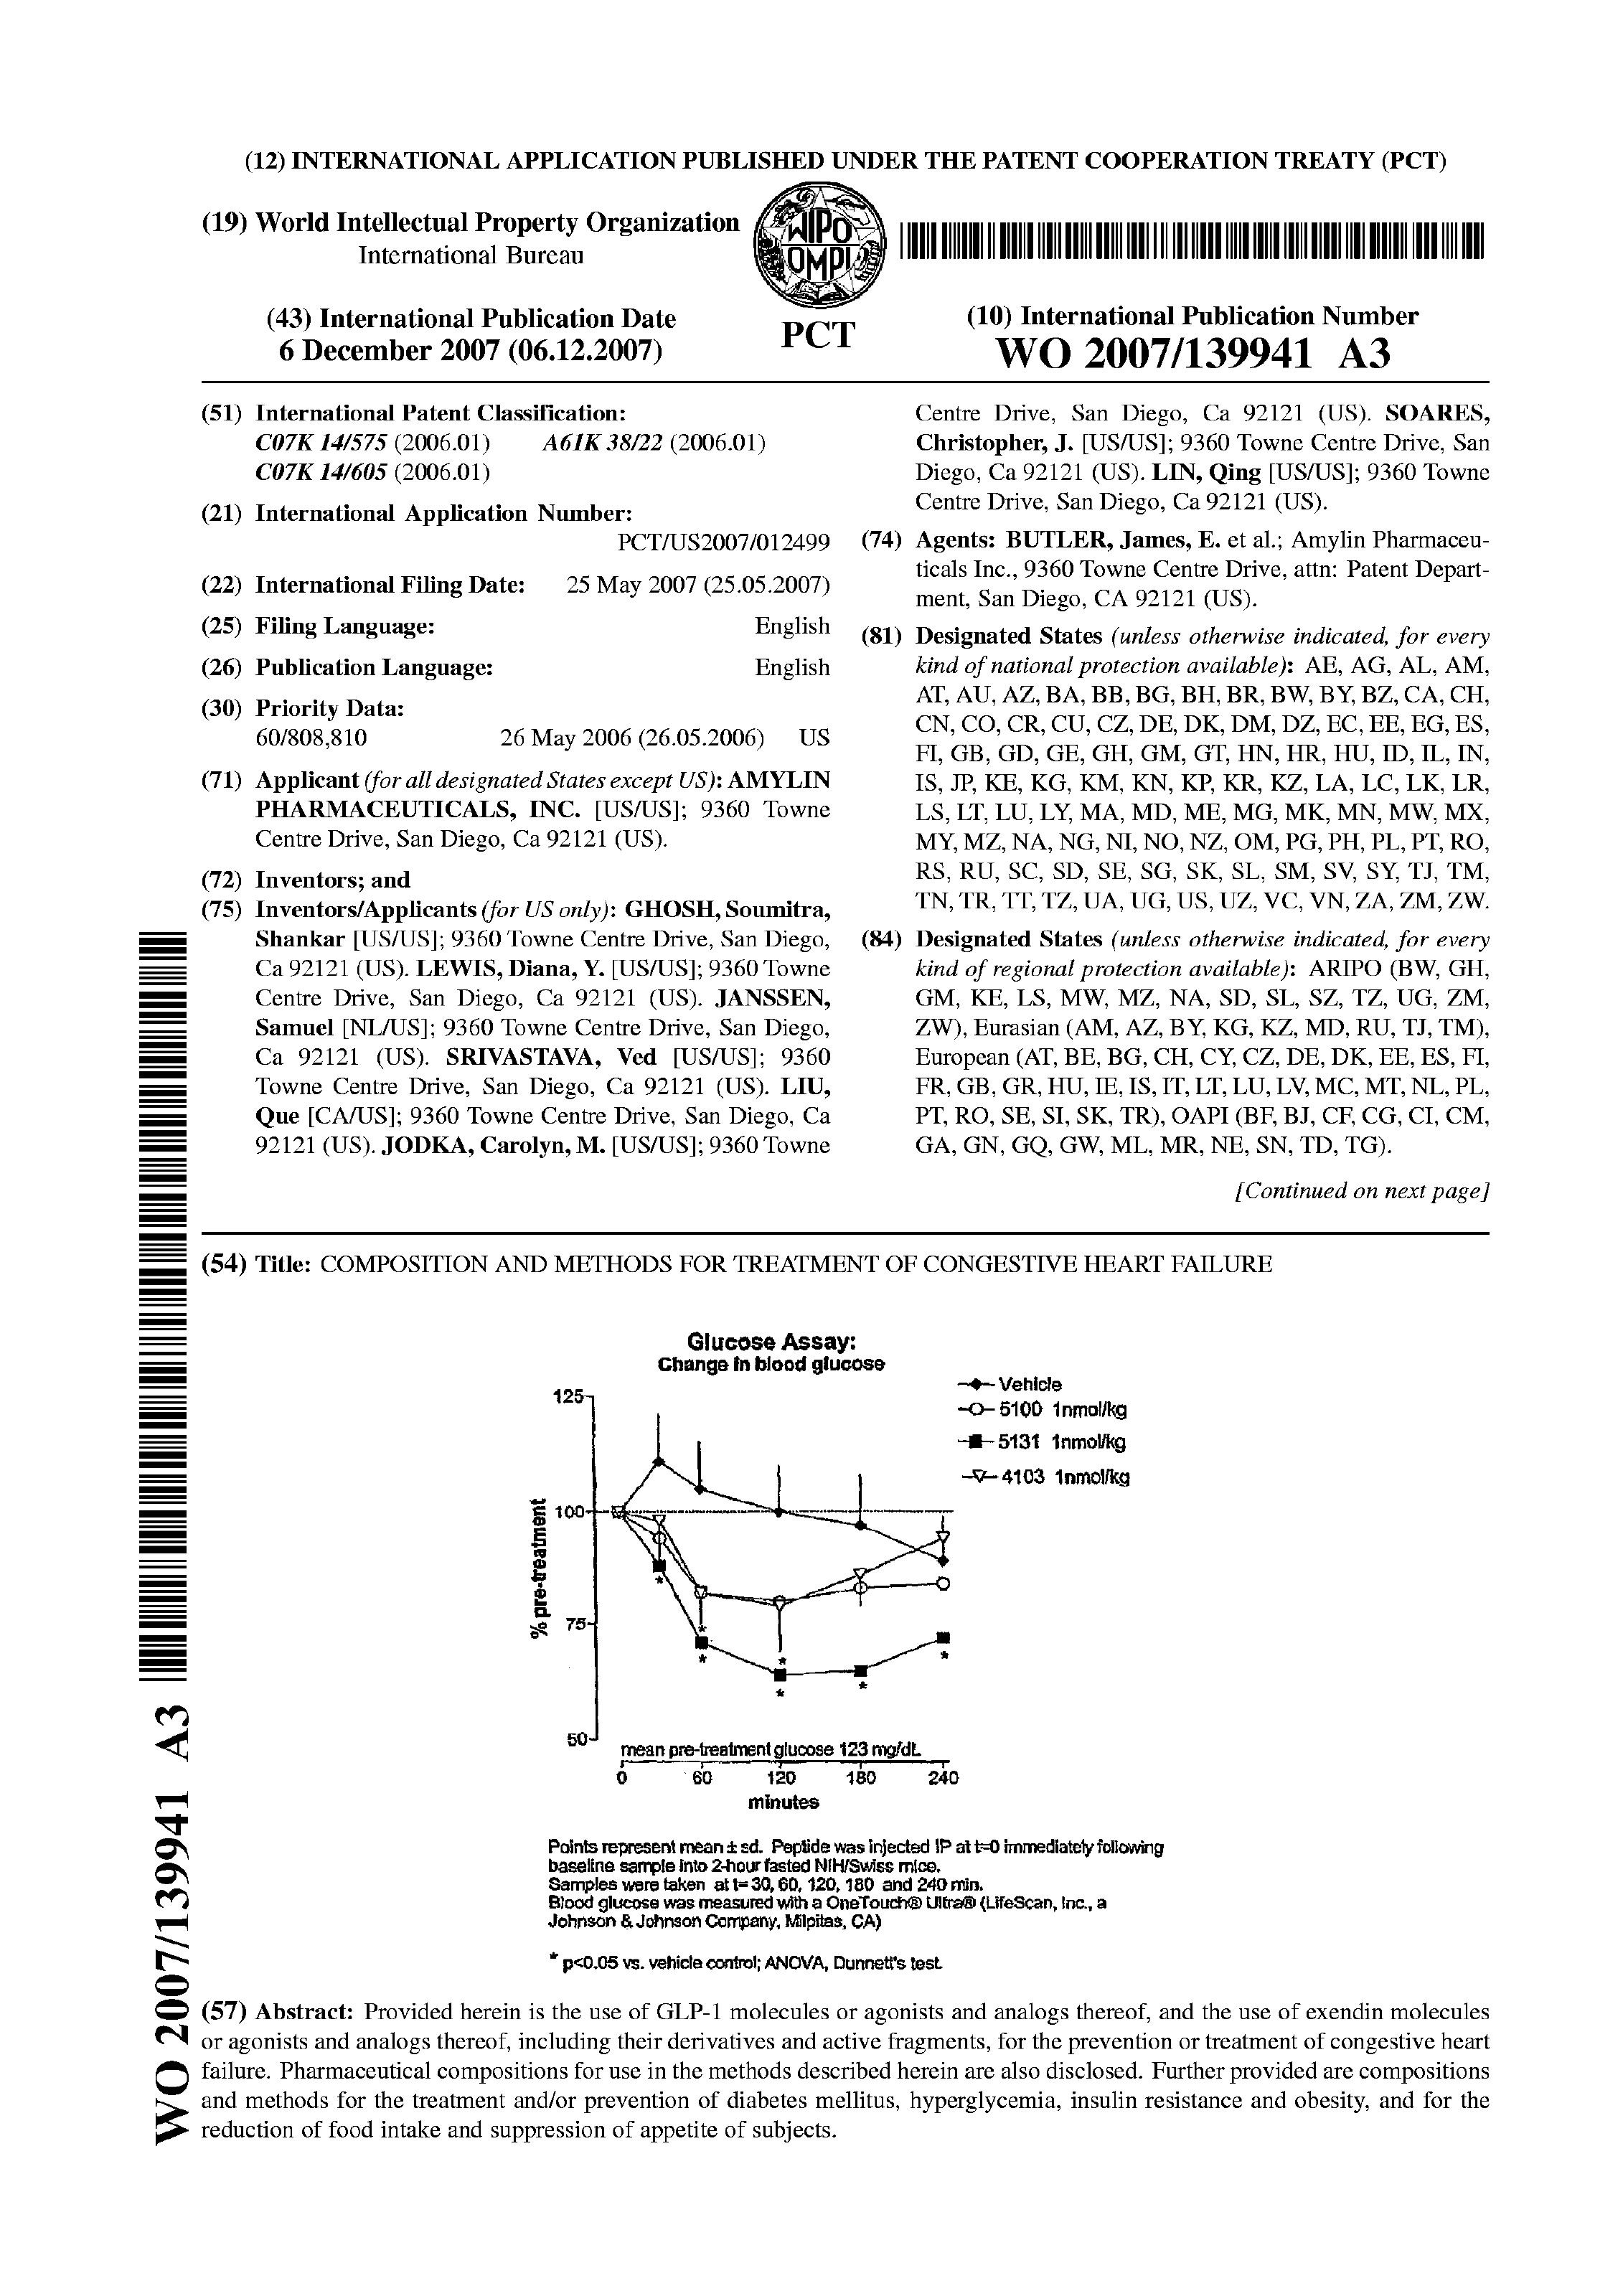 (12) INTERNATIONAL APPLICATION PUBLISHED UNDER THE PATENT COOPERATION TREATY (PCT)
(19) World Intellectual Property Organization
International Bureau
WIPO
OMPI
(43) International Publication Date
6 December 2007 (06.12.2007)
PCT
(10) International Publication Number
WO 2007/139941 A3
(51) International Patent Classification:
C07K 14/575 (2006.01) A61K 38/22 (2006.01)
C07K 14/605 (2006.01)
(21) International Application Number:
PCT/US2007/012499
(22) International Filing Date: 25 May 2007 (25.05.2007)
(25) Filing Language: English
(26) Publication Language: English
(30) Priority Data:
60/808,810 26 May 2006 (26.05.2006) US
(71) Applicant (for all designated States except US): AMYLIN
PHARMACEUTICALS, INC. [US/US]; 9360 Towne
Centre Drive, San Diego, Ca 92121 (US).
(72) Inventors; and
(75) Inventors/Applicants (for US only): GHOSH, Soumitra,
Shankar [US/US]; 9360 Towne Centre Drive, San Diego,
Ca 92121 (US). LEWIS, Diana, Y. [US/US]; 9360 Towne
Centre Drive, San Diego, Ca 92121 (US). JANSSEN,
Samuel [NL/US]; 9360 Towne Centre Drive, San Diego,
Ca 92121 (US). SRIVASTAVA, Ved [US/US]; 9360
Towne Centre Drive, San Diego, Ca 92121 (US). LIU,
Que [CA/US]; 9360 Towne Centre Drive, San Diego, Ca
92121 (US). JODKA, Carolyn, M. [US/US]; 9360 Towne
Centre Drive, San Diego, Ca 92121 (US). SOARES,
Christopher, J. [US/US]; 9360 Towne Centre Drive, San
Diego, Ca 92121 (US). LIN, Qing [US/US]; 9360 Towne
Centre Drive, San Diego, Ca 92121 (US).
(74) Agents: BUTLER, James, E. et al.; Amylin Pharmaceu-
ticals Inc., 9360 Towne Centre Drive, attn: Patent Depart-
ment, San Diego, CA 92121 (US).
(81) Designated States (unless otherwise indicated, for every
kind of national protection available): AE, AG, AL, AM,
AT, AU, AZ, BA, BB, BG, BH, BR, BW, BY, BZ, CA, CH,
CN, CO, CR, CU, CZ, DE, DK, DM, DZ, EC, EE, EG, ES,
FI, GB, GD, GE, GH, GM, GT, HN, HR, HU, ID, IL, IN,
IS, JP, KE, KG, KM, KN, KP, KR, KZ, LA, LC, LK, LR,
LS, LT, LU, LY, MA, MD, ME, MG, MK, MN, MW, MX,
MY, MZ, NA, NG, NI, NO, NZ, OM, PG, PH, PL, PT, RO,
RS, RU, SC, SD, SE, SG, SK, SL, SM, SV, SY, TJ, TM,
TN, TR, TT, TZ, UA, UG, US, UZ, VC, VN, ZA, ZM, ZW.
(84) Designated States (unless otherwise indicated, for every
kind of regional protection available): ARIPO (BW, GH,
GM, KE, LS, MW, MZ, NA, SD, SL, SZ, TZ, UG, ZM,
ZW), Eurasian (AM, AZ, BY, KG, KZ, MD, RU, TJ, TM),
European (AT, BE, BG, CH, CY, CZ, DE, DK, EE, ES, FI,
FR, GB, GR, HU, IE, IS, IT, LT, LU, LV, MC, MT, NL, PL,
PT, RO, SE, SI, SK, TR), OAPI (BF, BJ, CF, CG, CI, CM,
GA, GN, GQ, GW, ML, MR, NE, SN, TD, TG).
[Continued on next page]
(54) Title: COMPOSITION AND METHODS FOR TREATMENT OF CONGESTIVE HEART FAILURE
Glucose Assay:
Change in blood glucose
Vehicle
5100 1nmol/kg
5131 1nmol/kg
4103 1nmol/kg
125
100
75
50
% pre-treatment
mean pre-treatment glucose 123 mg/dL
0 60 120 180 240
minutes
Points represent mean ± sd. Peptide was injected IP at t=0 immediately following
baseline sample into 2-hour fasted NIH/Swiss mice.
Samples were taken at t= 30, 60, 120, 180 and 240 min.
Blood glucose was measured with a OneTouch® Ultra® (LifeScan, Inc., a
Johnson & Johnson Company, Milpitas, CA)
* p<0.05 vs. vehicle control; ANOVA, Dunnett's test.
(57) Abstract: Provided herein is the use of GLP-1 molecules or agonists and analogs thereof, and the use of exendin molecules
or agonists and analogs thereof, including their derivatives and active fragments, for the prevention or treatment of congestive heart
failure. Pharmaceutical compositions for use in the methods described herein are also disclosed. Further provided are compositions
and methods for the treatment and/or prevention of diabetes mellitus, hyperglycemia, insulin resistance and obesity, and for the
reduction of food intake and suppression of appetite of subjects.
WO 2007/139941 A3